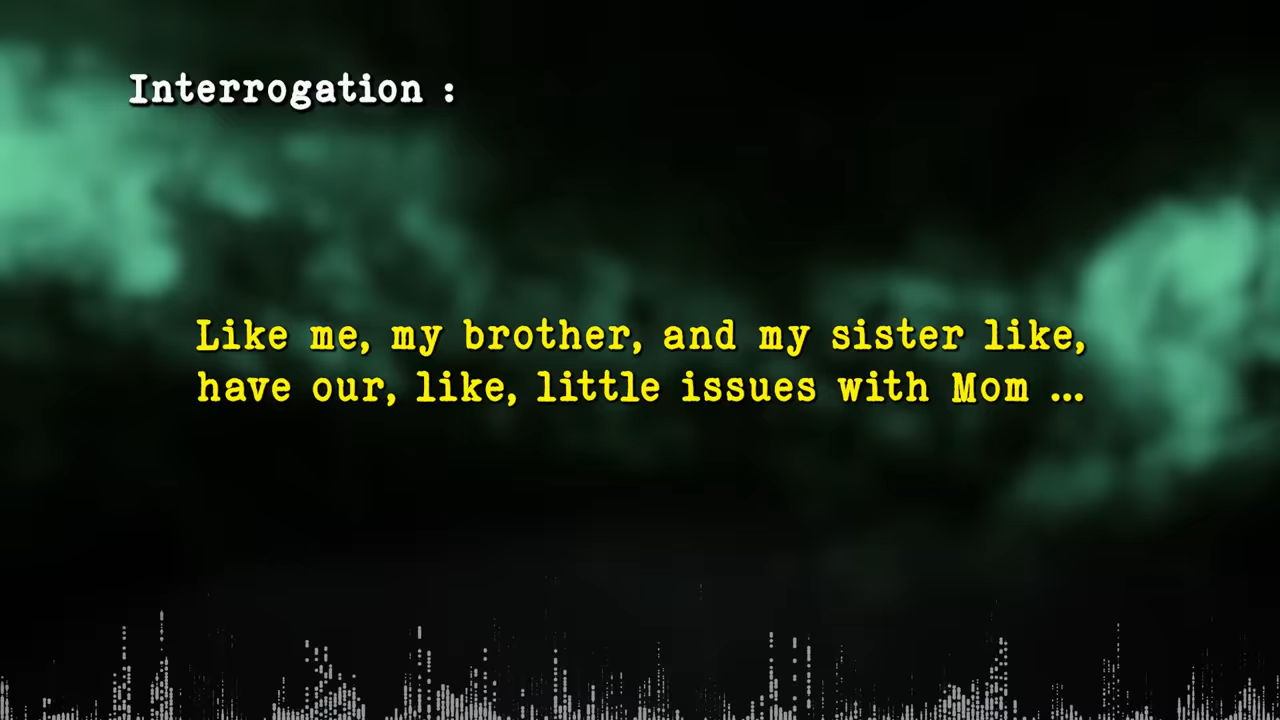 Interrogation :
Like me, my brother, and my sister like,
have our, like, little issues with Mom ...